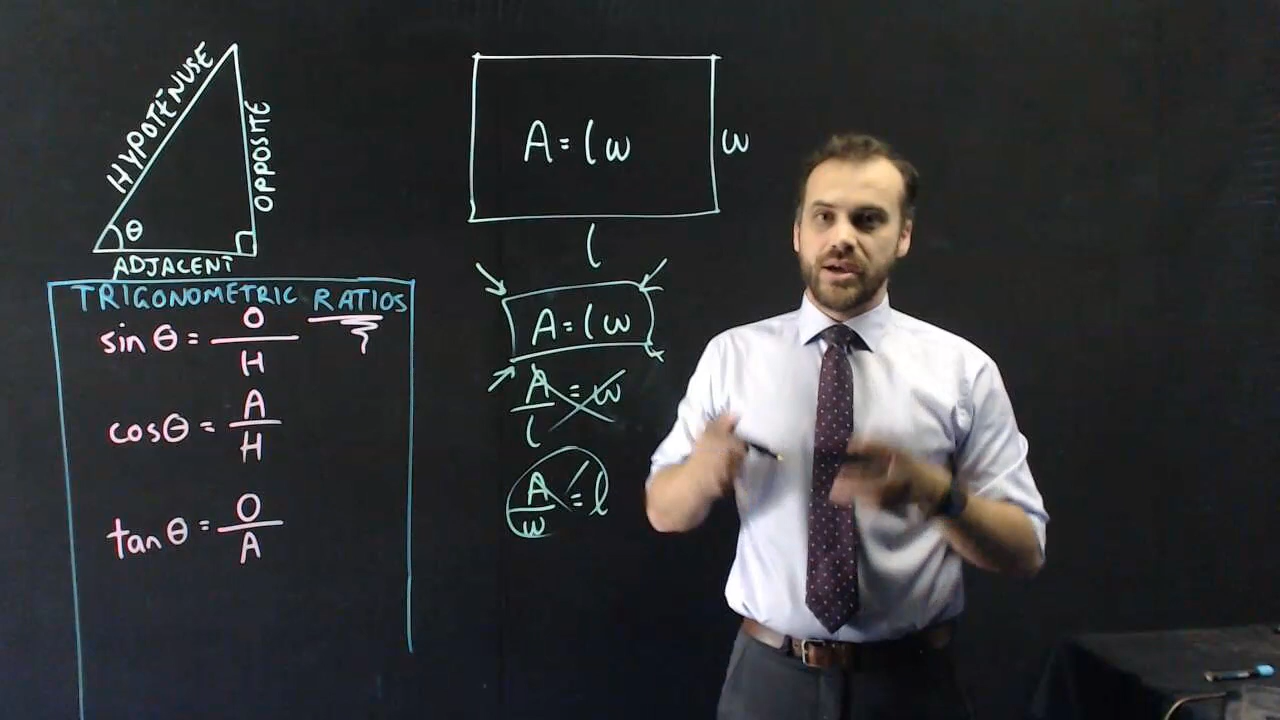 HYPOTENUSE
OPPOSITE
θ
ADJACENT
TRIGONOMETRIC RATIOS
sin θ = O/H
cos θ = A/H
tan θ = O/A
A = lw
w
l
A = lw
A/l = w
A/w = l